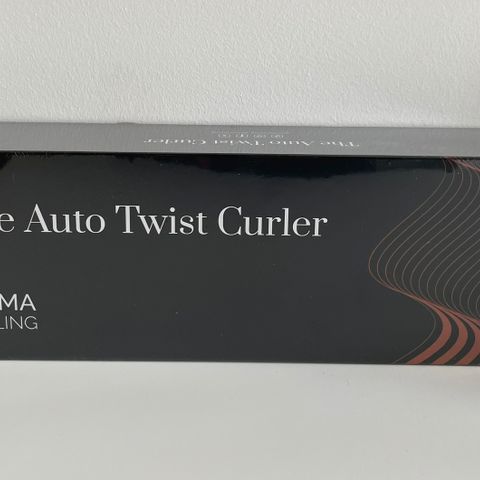 The Auto Twist Curler
e Auto Twist Curler
MA
LING